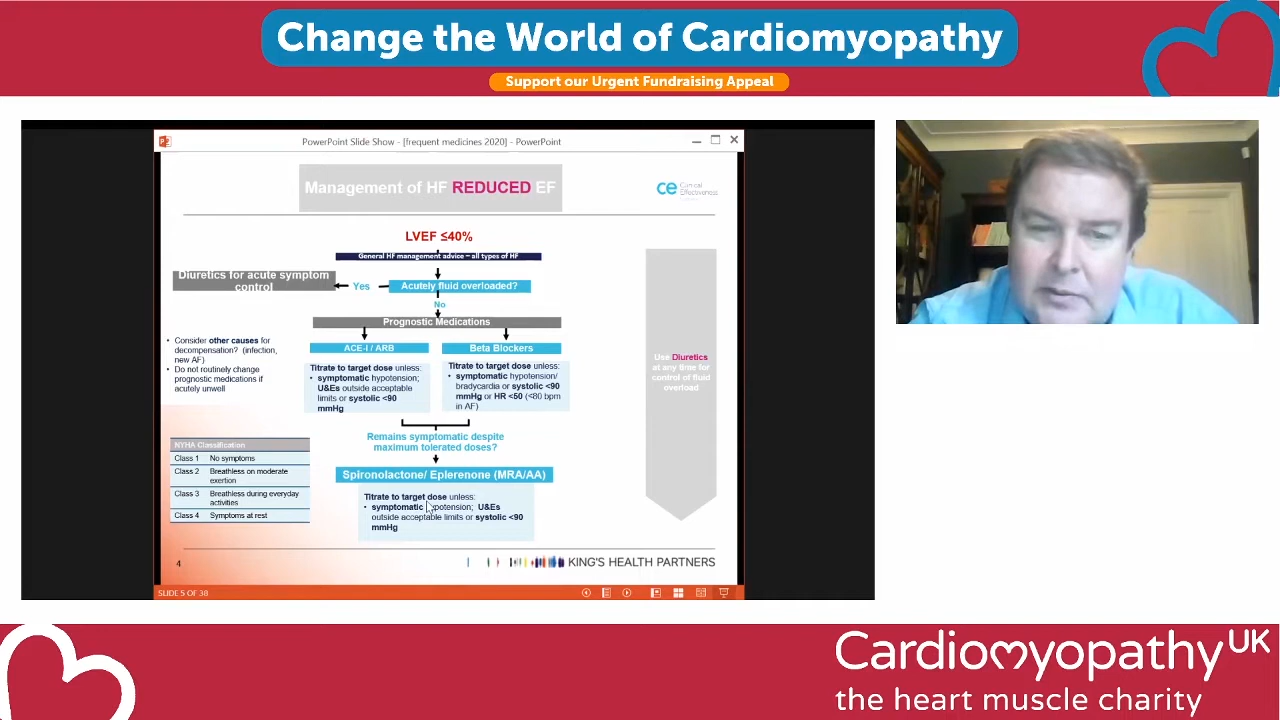 Change the World of Cardiomyopathy
Support our Urgent Fundraising Appeal
PowerPoint Slide Show - [frequent medicines 2020] - PowerPoint
Management of HF REDUCED EF
ce Clinical
Effectiveness
LVEF ≤40%
General HF management advice – all types of HF
Diuretics for acute symptom
control
Yes
Acutely fluid overloaded?
No
Prognostic Medications
• Consider other causes for
decompensation? (infection,
new AF)
• Do not routinely change
prognostic medications if
acutely unwell
ACE-I / ARB
Titrate to target dose unless:
• symptomatic hypotension;
U&Es outside acceptable
limits or systolic <90
mmHg
Beta Blockers
Titrate to target dose unless:
• symptomatic hypotension/
bradycardia or systolic <90
mmHg or HR <50 (<80 bpm
in AF)
Use Diuretics
at any time for
control of fluid
overload
Remains symptomatic despite
maximum tolerated doses?
Spironolactone/ Eplerenone (MRA/AA)
Titrate to target dose unless:
• symptomatic hypotension; U&Es
outside acceptable limits or systolic <90
mmHg
NYHA Classification
Class 1 No symptoms
Class 2 Breathless on moderate
exertion
Class 3 Breathless during everyday
activities
Class 4 Symptoms at rest
4
KING'S HEALTH PARTNERS
SLIDE 5 OF 38
Cardiomyopathy UK
the heart muscle charity